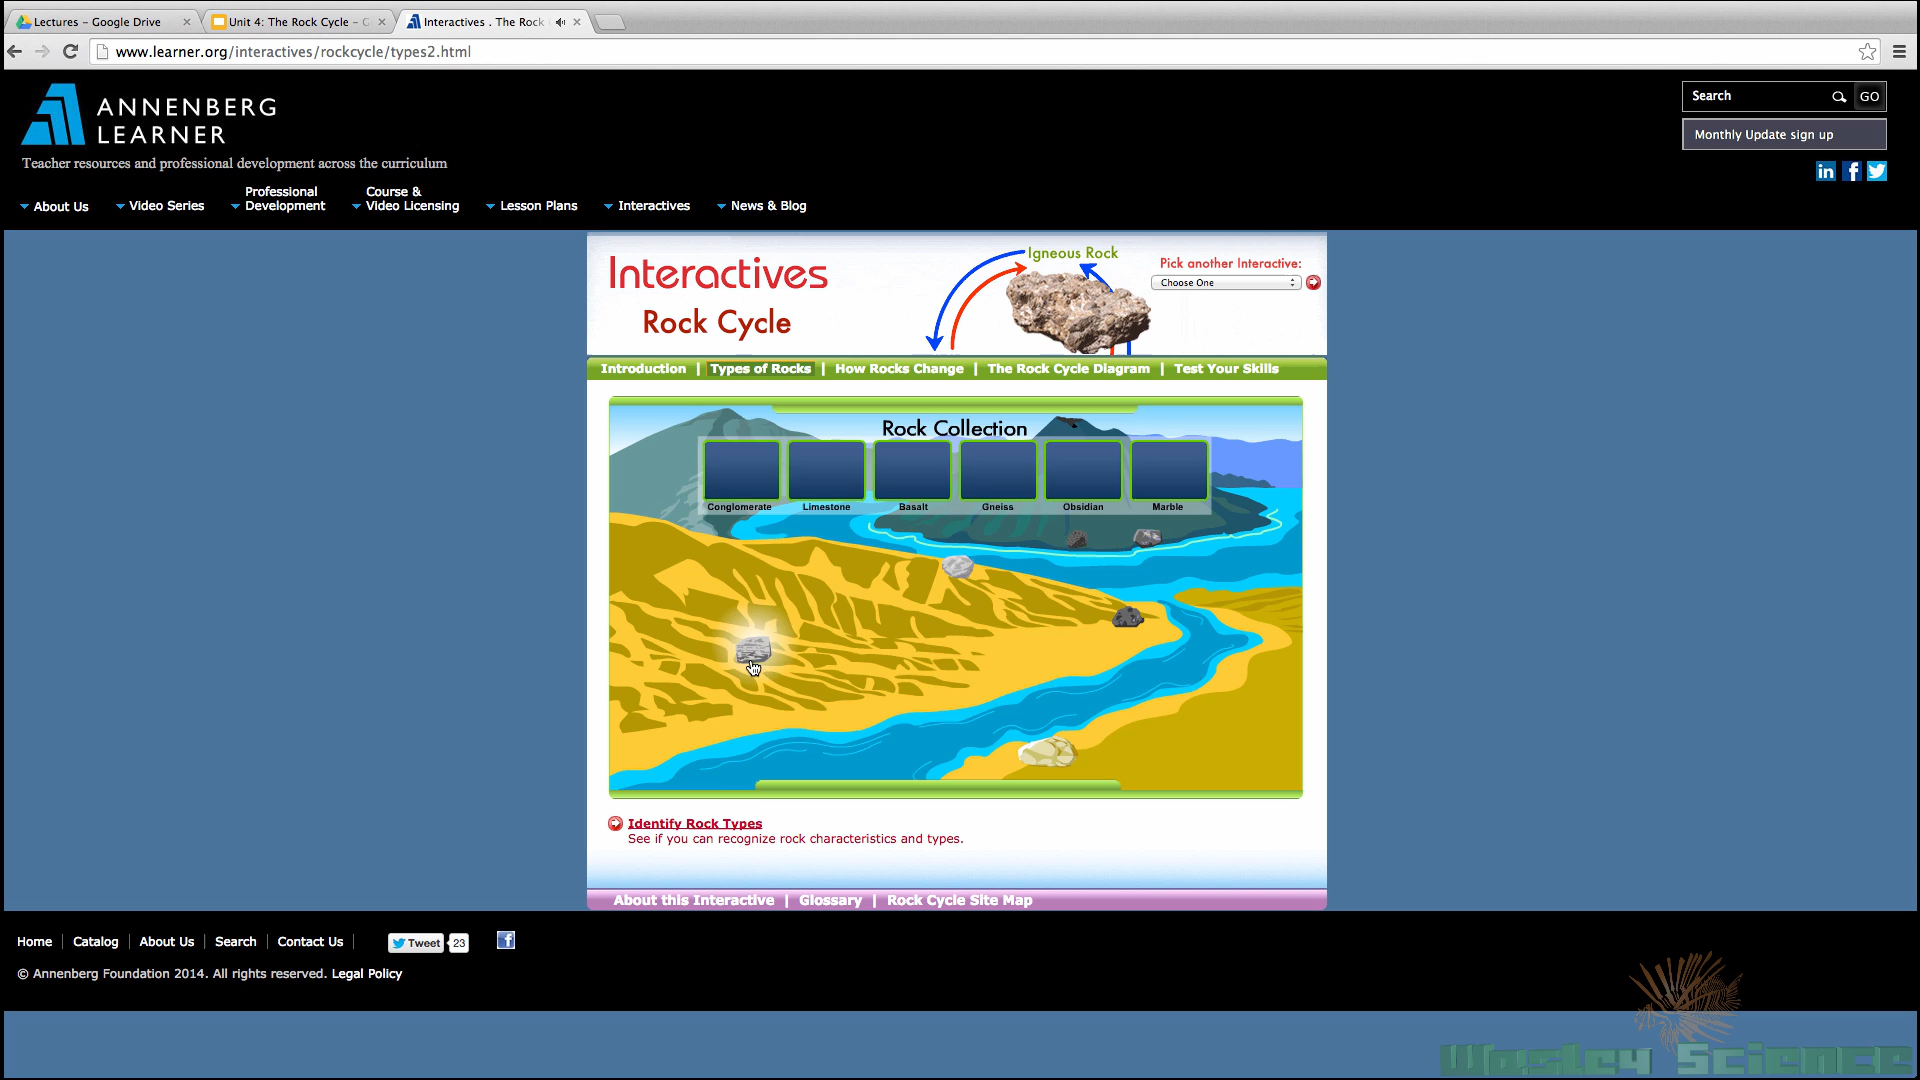 Lectures – Google Drive
Unit 4: The Rock Cycle – G
Interactives . The Rock
www.learner.org/interactives/rockcycle/types2.html
ANNENBERG
LEARNER
Teacher resources and professional development across the curriculum
Search
GO
Monthly Update sign up
About Us
Video Series
Professional Development
Course & Video Licensing
Lesson Plans
Interactives
News & Blog
Interactives
Rock Cycle
Igneous Rock
Pick another Interactive:
Choose One
Introduction | Types of Rocks | How Rocks Change | The Rock Cycle Diagram | Test Your Skills
Rock Collection
Conglomerate Limestone Basalt Gneiss Obsidian Marble
Identify Rock Types
See if you can recognize rock characteristics and types.
About this Interactive | Glossary | Rock Cycle Site Map
Home | Catalog | About Us | Search | Contact Us |
Tweet 23
© Annenberg Foundation 2014. All rights reserved. Legal Policy
Wasley Science